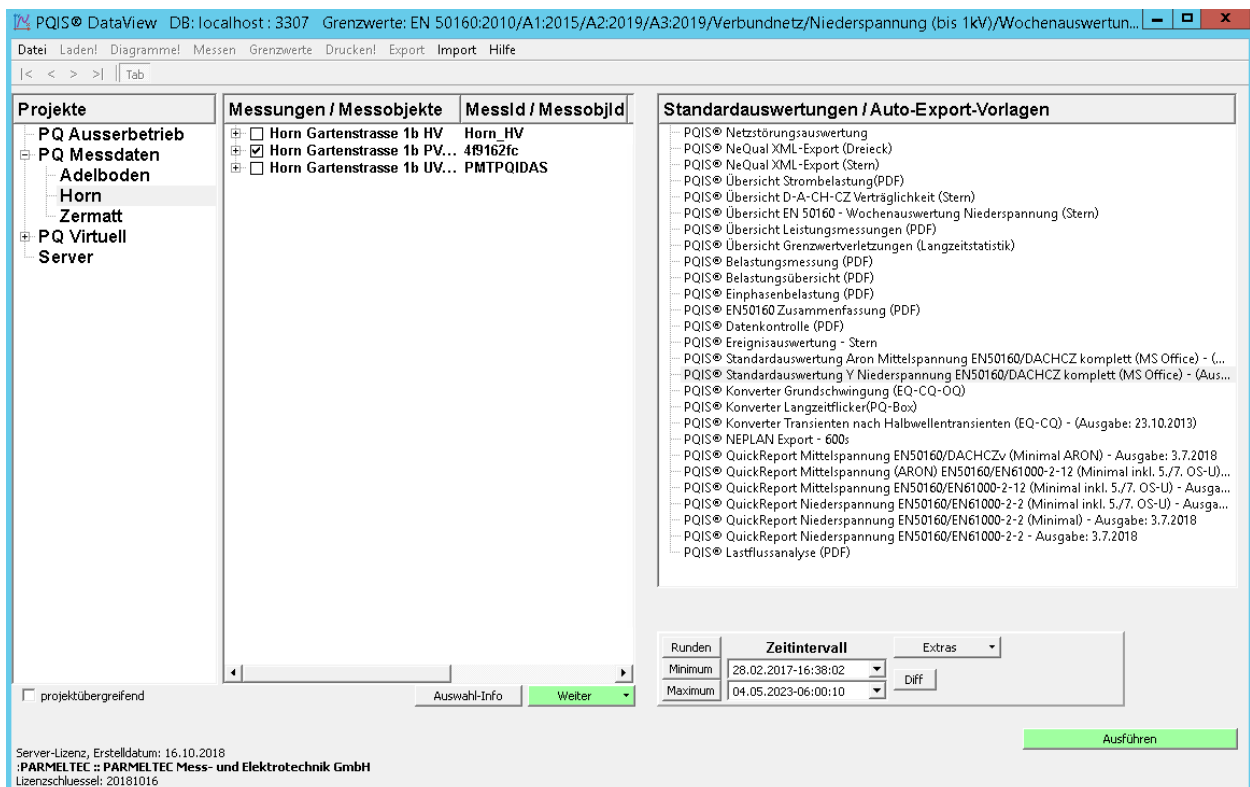 PQIS® DataView DB: localhost : 3307 Grenzwerte: EN 50160:2010/A1:2015/A2:2019/A3:2019/Verbundnetz/Niederspannung (bis 1kV)/Wochenauswertun...
Datei Laden! Diagramme! Messen Grenzwerte Drucken! Export Import Hilfe
|< < > >| Tab
Projekte
PQ Ausserbetrieb
PQ Messdaten
Adelboden
Horn
Zermatt
PQ Virtuell
Server
Messungen / Messobjekte MessId / MessobjId
Horn Gartenstrasse 1b HV Horn_HV
Horn Gartenstrasse 1b PV... 4f9162fc
Horn Gartenstrasse 1b UV... PMTPQIDAS
Standardauswertungen / Auto-Export-Vorlagen
PQIS® Netzstörungsauswertung
PQIS® NeQual XML-Export (Dreieck)
PQIS® NeQual XML-Export (Stern)
PQIS® Übersicht Strombelastung(PDF)
PQIS® Übersicht D-A-CH-CZ Verträglichkeit (Stern)
PQIS® Übersicht EN 50160 - Wochenauswertung Niederspannung (Stern)
PQIS® Übersicht Leistungsmessungen (PDF)
PQIS® Übersicht Grenzwertverletzungen (Langzeitstatistik)
PQIS® Belastungsmessung (PDF)
PQIS® Belastungsübersicht (PDF)
PQIS® Einphasenbelastung (PDF)
PQIS® EN50160 Zusammenfassung (PDF)
PQIS® Datenkontrolle (PDF)
PQIS® Ereignisauswertung - Stern
PQIS® Standardauswertung Aron Mittelspannung EN50160/DACHCZ komplett (MS Office) - (...
PQIS® Standardauswertung Y Niederspannung EN50160/DACHCZ komplett (MS Office) - (Aus...
PQIS® Konverter Grundschwingung (EQ-CQ-OQ)
PQIS® Konverter Langzeitflicker(PQ-Box)
PQIS® Konverter Transienten nach Halbwellentransienten (EQ-CQ) - (Ausgabe: 23.10.2013)
PQIS® NEPLAN Export - 600s
PQIS® QuickReport Mittelspannung EN50160/DACHCZv (Minimal ARON) - Ausgabe: 3.7.2018
PQIS® QuickReport Mittelspannung (ARON) EN50160/EN61000-2-12 (Minimal inkl. 5./7. OS-U)...
PQIS® QuickReport Mittelspannung EN50160/EN61000-2-12 (Minimal inkl. 5./7. OS-U) - Ausga...
PQIS® QuickReport Niederspannung EN50160/EN61000-2-2 (Minimal inkl. 5./7. OS-U) - Ausga...
PQIS® QuickReport Niederspannung EN50160/EN61000-2-2 (Minimal) - Ausgabe: 3.7.2018
PQIS® QuickReport Niederspannung EN50160/EN61000-2-2 - Ausgabe: 3.7.2018
PQIS® Lastflussanalyse (PDF)
Runden Zeitintervall Extras
Minimum 28.02.2017-16:38:02
Maximum 04.05.2023-06:00:10
Diff
projektübergreifend Auswahl-Info Weiter
Ausführen
Server-Lizenz, Erstelldatum: 16.10.2018
:PARMELTEC :: PARMELTEC Mess- und Elektrotechnik GmbH
Lizenzschluessel: 20181016